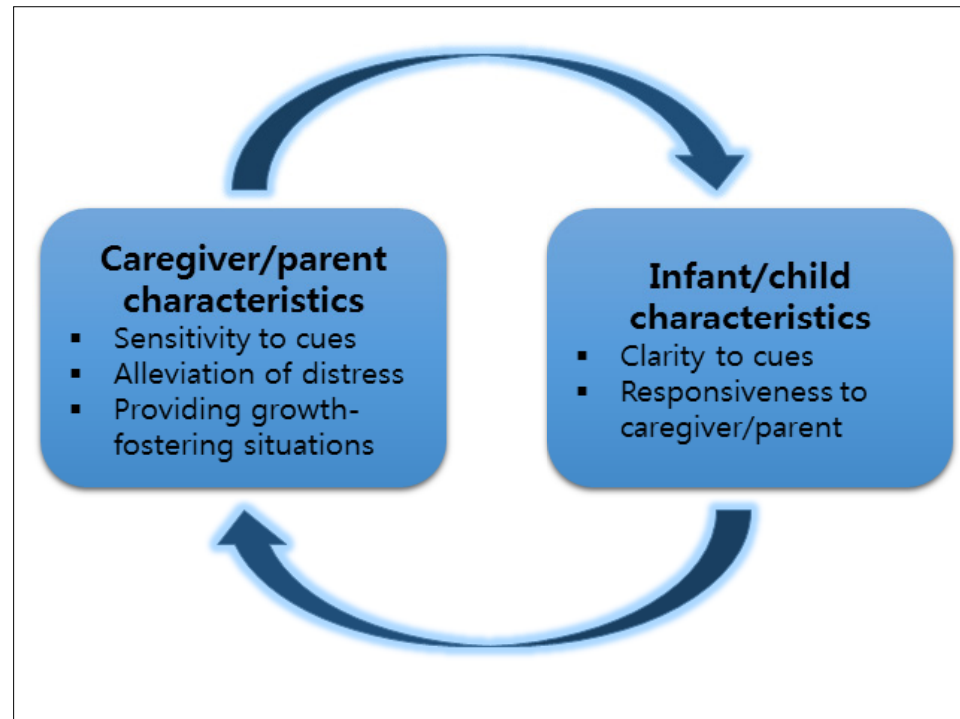 Caregiver/parent
characteristics
▪ Sensitivity to cues
▪ Alleviation of distress
▪ Providing growth-
fostering situations
Infant/child
characteristics
▪ Clarity to cues
▪ Responsiveness to
caregiver/parent